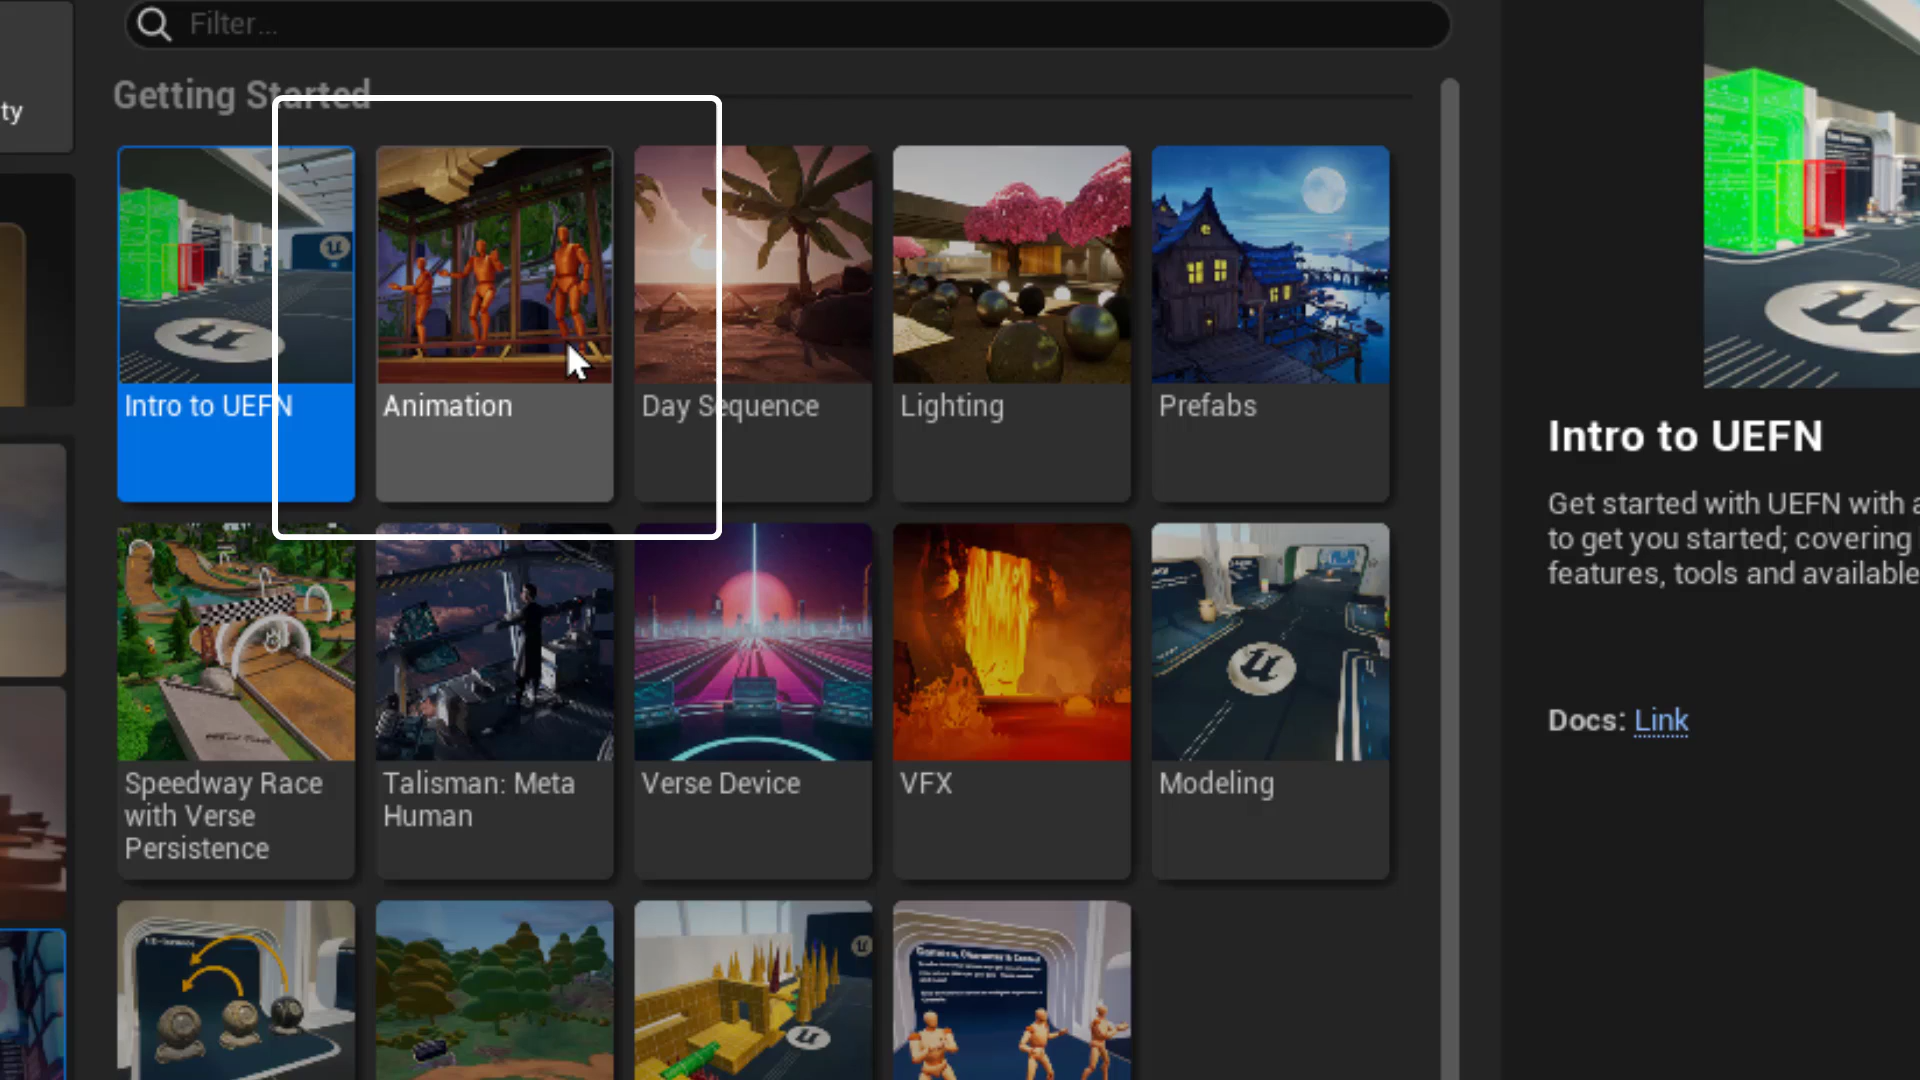 Filter...
Getting Started
ty
Intro to UEFN
Animation
Day Sequence
Lighting
Prefabs
Speedway Race
with Verse
Persistence
Talisman: Meta
Human
Verse Device
VFX
Modeling
Intro to UEFN
Get started with UEFN with a
to get you started; covering
features, tools and available
Docs: Link